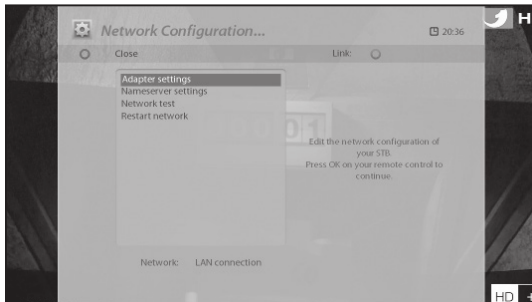 Network Configuration...
20:36
Close
Link:
Adapter settings
Nameserver settings
Network test
Restart network
Edit the network configuration of
your STB.
Press OK on your remote control to
continue.
Network: LAN connection
HD